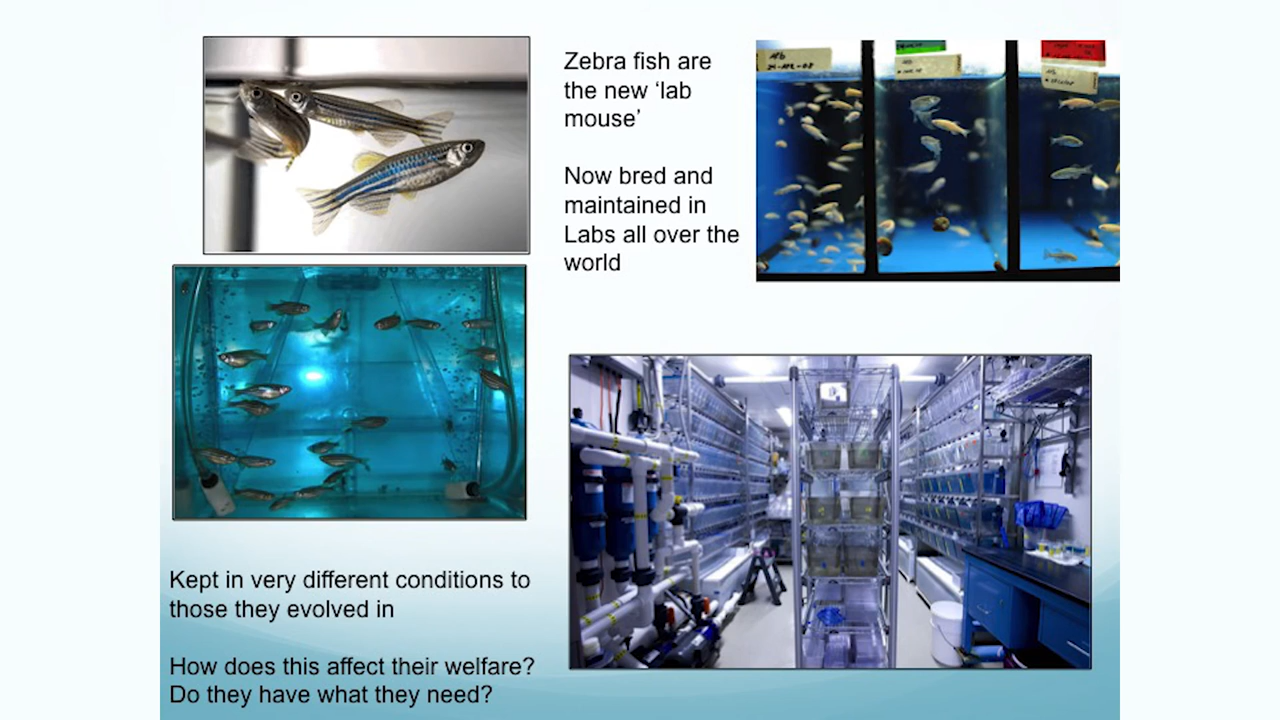 Zebra fish are
the new ‘lab
mouse’
Now bred and
maintained in
Labs all over the
world
Kept in very different conditions to
those they evolved in
How does this affect their welfare?
Do they have what they need?